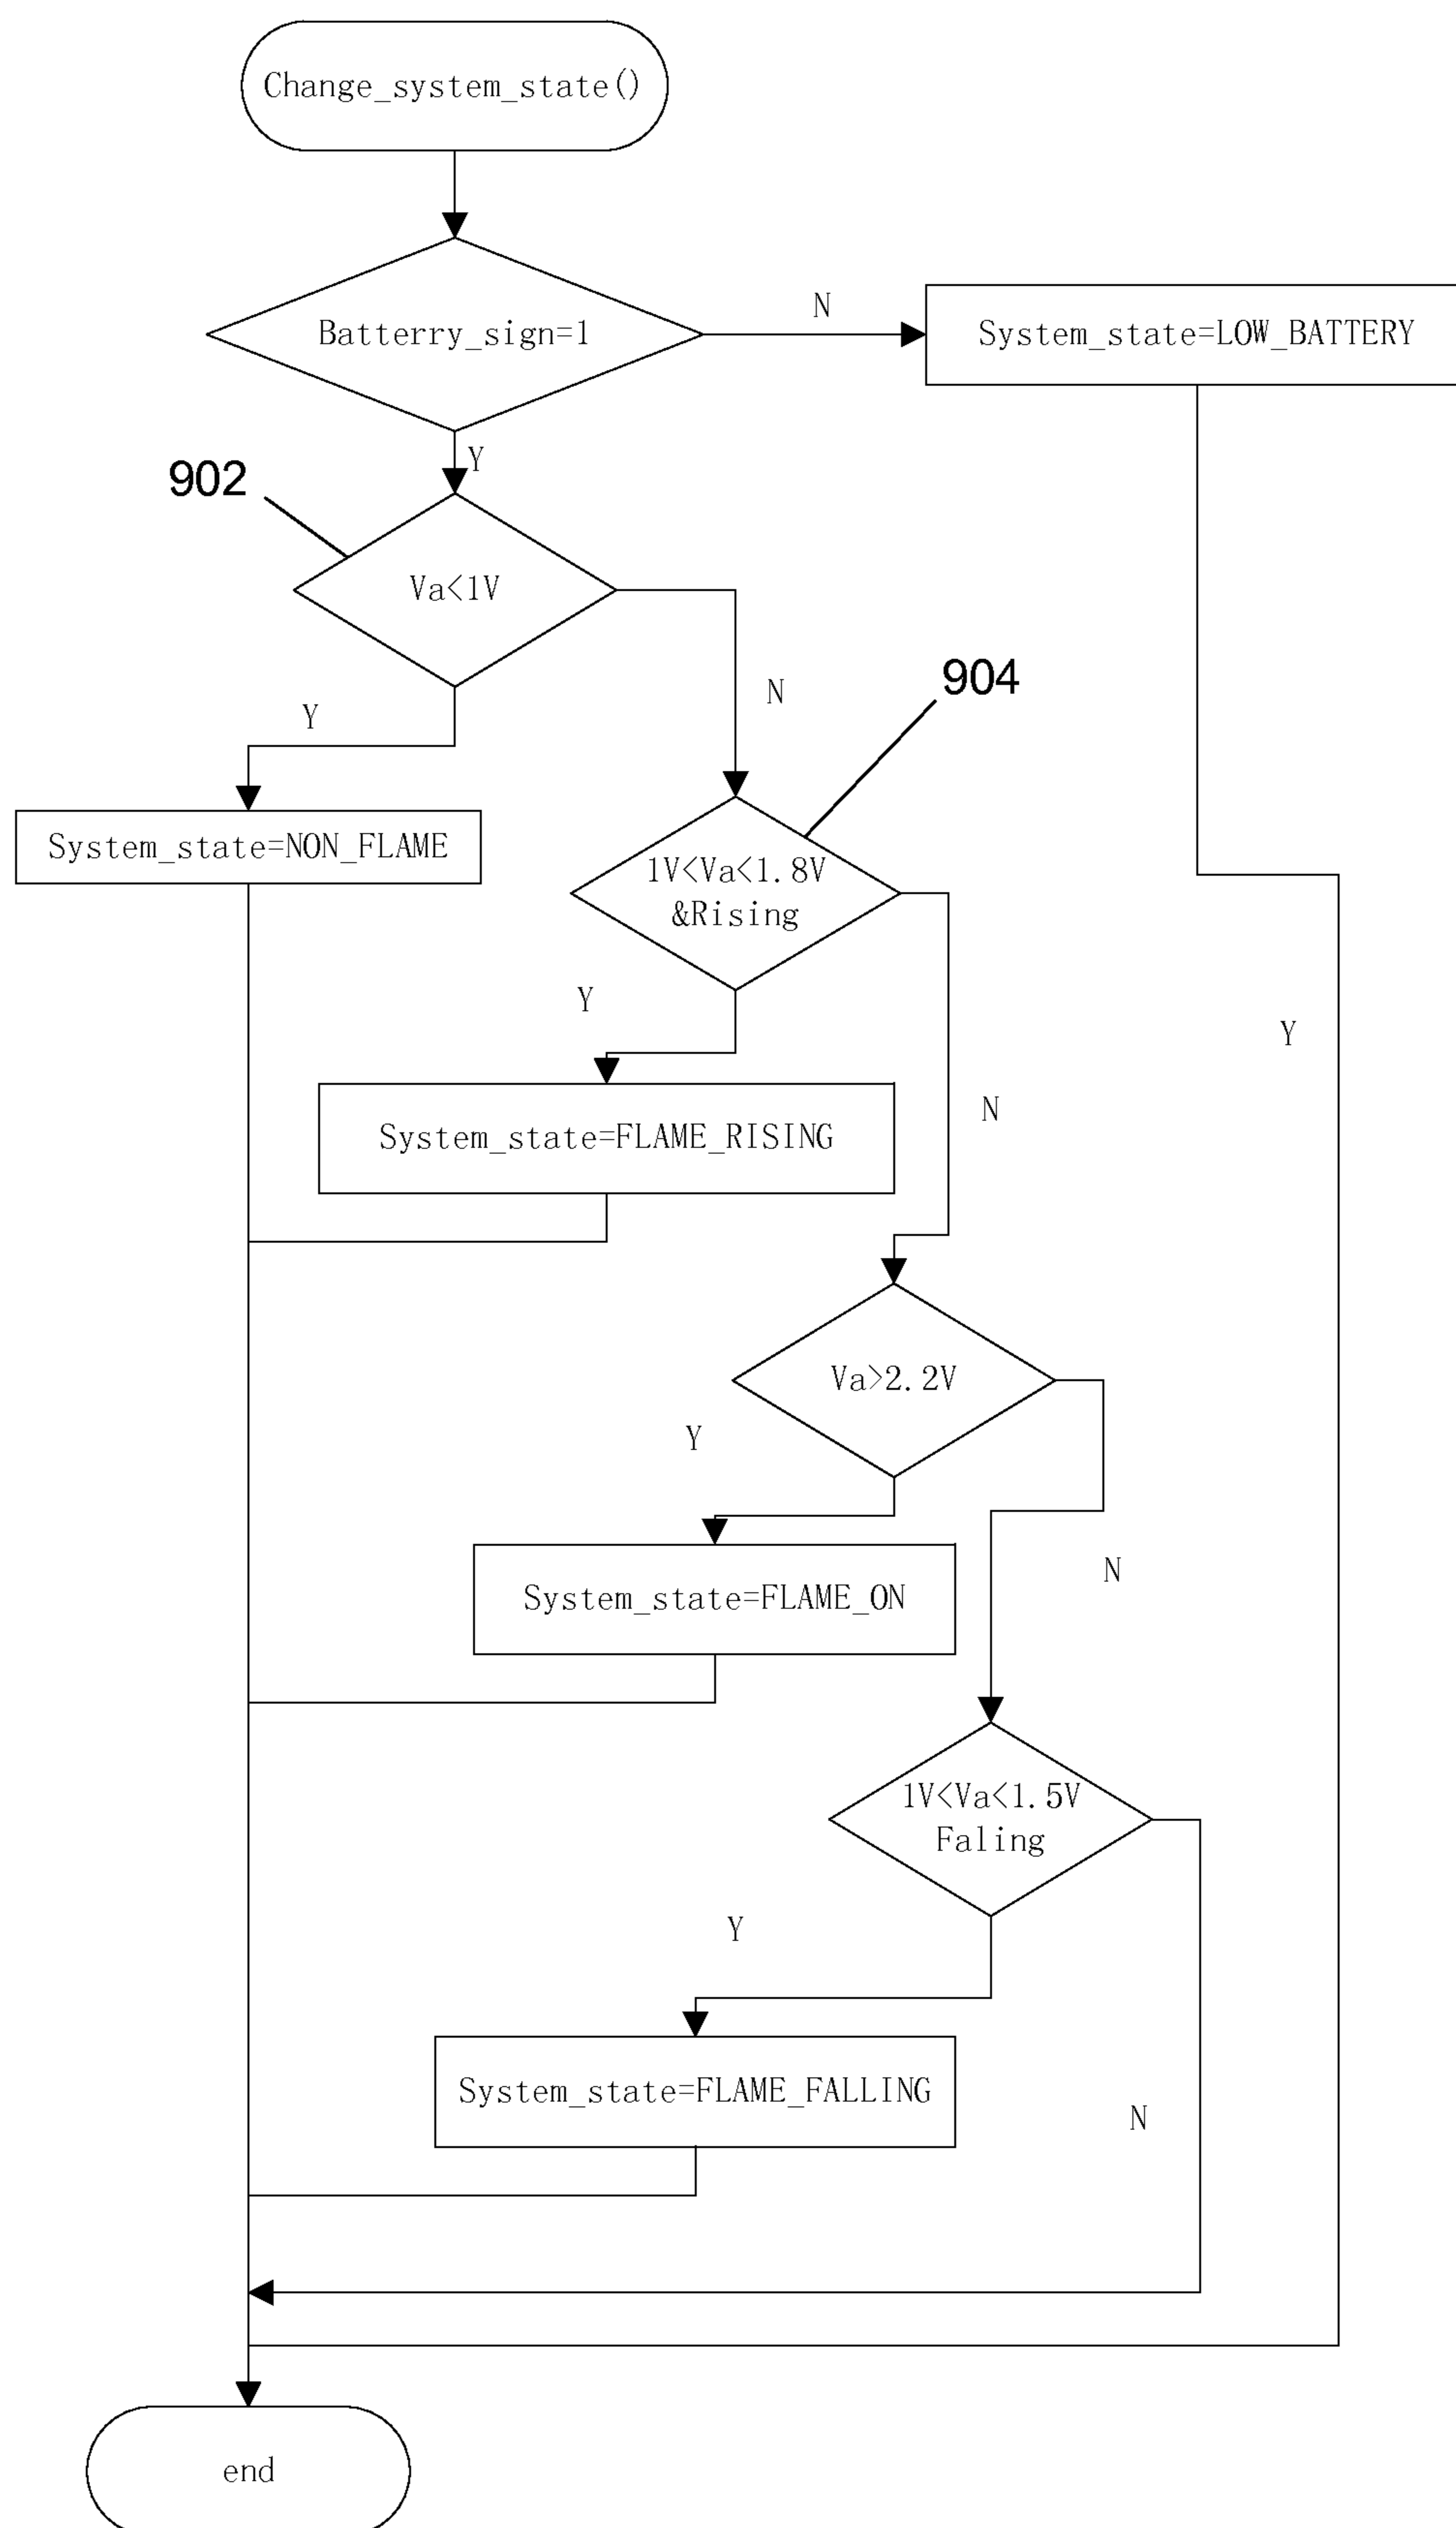 Change_system_state()
Batterry_sign=1
N
System_state=LOW_BATTERY
Y
902
Va<1V
904
N
Y
System_state=NON_FLAME
1V<Va<1.8V
&Rising
Y
Y
N
System_state=FLAME_RISING
Va>2.2V
Y
N
System_state=FLAME_ON
1V<Va<1.5V
Faling
Y
System_state=FLAME_FALLING
N
end